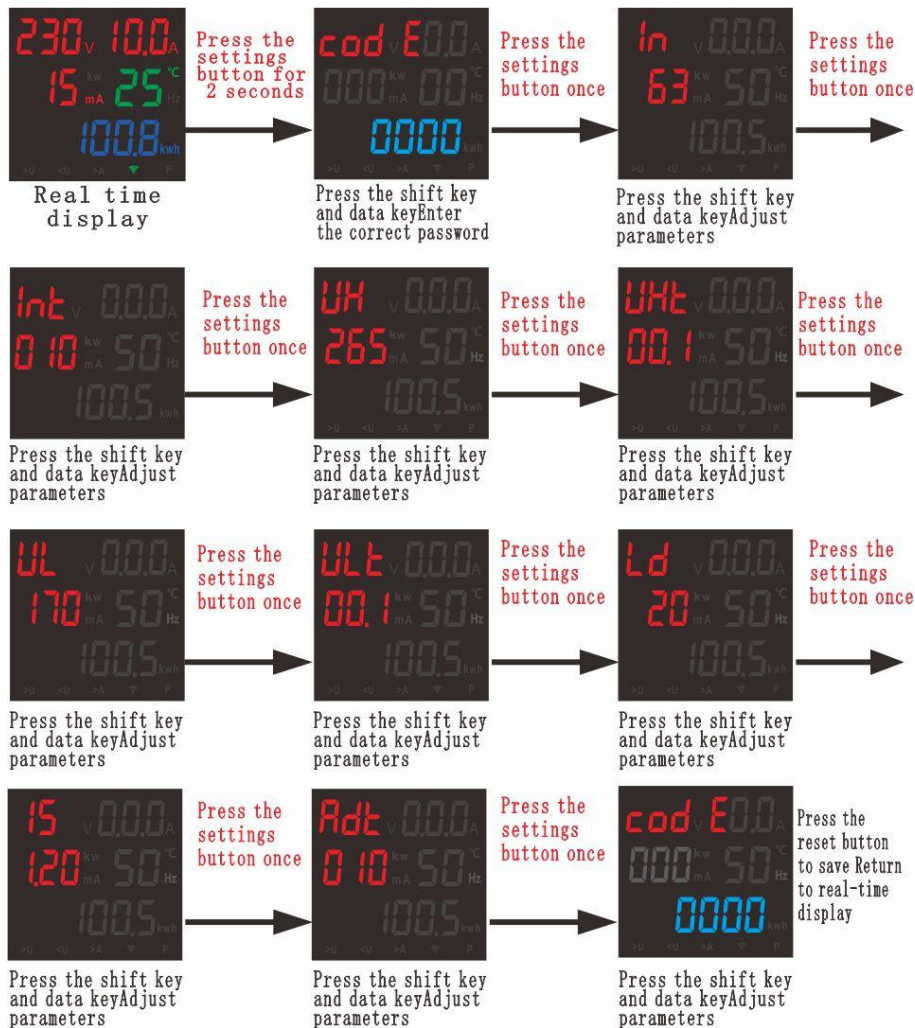 230 V 10.0 A
15 kw mA 25 °C Hz
100.8 kwh
>U <U >A P
Real time
display
Press the
settings
button for
2 seconds
cod E0.0 A
000 kw mA 00 °C Hz
0000 kwh
Press the shift key
and data keyEnter
the correct password
Press the
settings
button once
In V 0.0.0 A
63 kw mA 50 °C Hz
100.5 kwh
>U <U >A P
Press the shift key
and data keyAdjust
parameters
Press the
settings
button once
Int V 0.0.0 A
010 kw mA 50 °C Hz
100.5 kwh
>U <U >A P
Press the shift key
and data keyAdjust
parameters
Press the
settings
button once
UH V 0.0.0 A
265 kw mA 50 °C Hz
100.5 kwh
>U <U >A P
Press the shift key
and data keyAdjust
parameters
Press the
settings
button once
UHt V 0.0.0 A
00.1 kw mA 50 °C Hz
100.5 kwh
>U <U >A P
Press the shift key
and data keyAdjust
parameters
Press the
settings
button once
UL V 0.0.0 A
170 kw mA 50 °C Hz
100.5 kwh
>U <U >A P
Press the shift key
and data keyAdjust
parameters
Press the
settings
button once
ULt V 0.0.0 A
00.1 kw mA 50 °C Hz
100.5 kwh
>U <U >A P
Press the shift key
and data keyAdjust
parameters
Press the
settings
button once
Ld V 0.0.0 A
20 kw mA 50 °C Hz
100.5 kwh
>U <U >A P
Press the shift key
and data keyAdjust
parameters
Press the
settings
button once
1S V 0.0.0 A
1.20 kw mA 50 °C Hz
100.5 kwh
>U <U >A P
Press the shift key
and data keyAdjust
parameters
Press the
settings
button once
Adt V 0.0.0 A
010 kw mA 50 °C Hz
100.5 kwh
>U <U >A P
Press the shift key
and data keyAdjust
parameters
Press the
settings
button once
cod E0.0 A
000 kw mA 50 °C Hz
0000 kwh
>U <U >A P
Press the shift key
and data keyAdjust
parameters
Press the
reset button
to save Return
to real-time
display